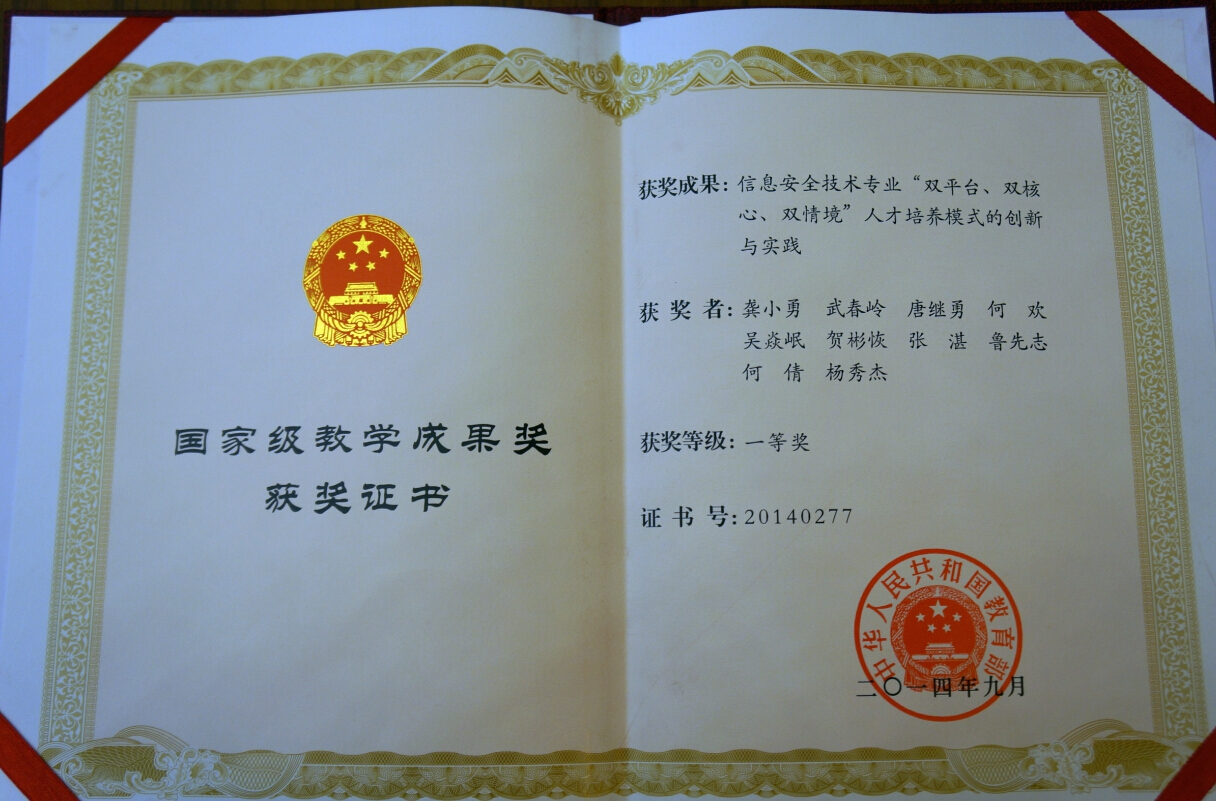 国家级教学成果奖
获奖证书
获奖成果：信息安全技术专业“双平台、双核
心、双情境”人才培养模式的创新
与实践
获 奖 者：龚小勇 武春岭 唐继勇 何 欢
吴焱岷 贺彬恢 张 湛 鲁先志
何 倩 杨秀杰
获奖等级：一等奖
证 书 号：20140277
中华人民共和国教育部
二〇一四年九月